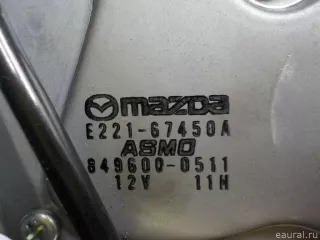 mazda
E221-67450A
ASMO
849600-0511
12V 11H
eaural.ru